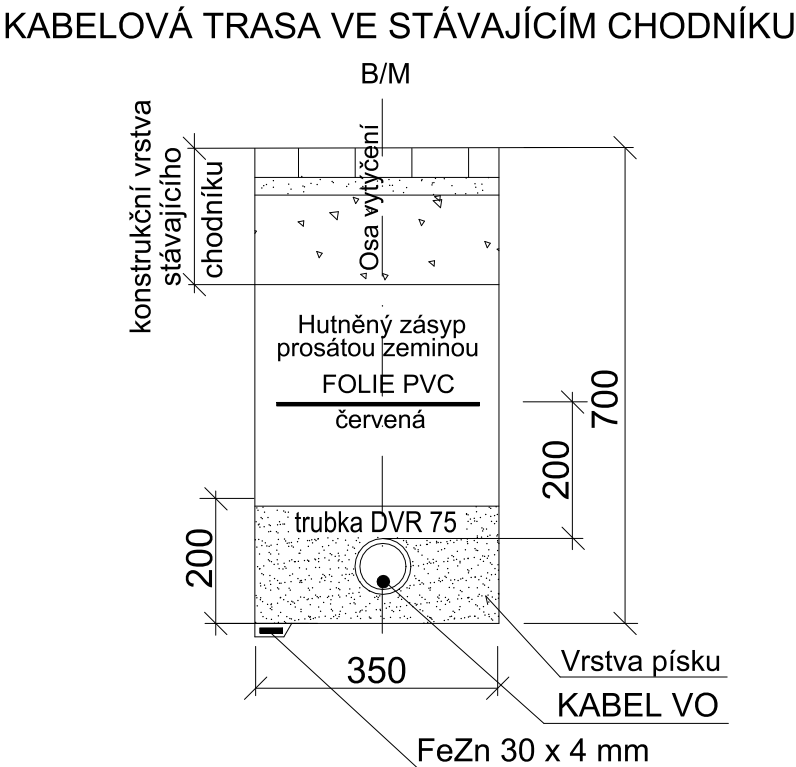 KABELOVÁ TRASA VE STÁVAJÍCÍM CHODNÍKU
B/M
konstrukční vrstva
stávajícího
chodníku
Osa vytýčení
Hutněný zásyp
prosátou zeminou
FOLIE PVC
červená
700
200
trubka DVR 75
200
350
Vrstva písku
KABEL VO
FeZn 30 x 4 mm